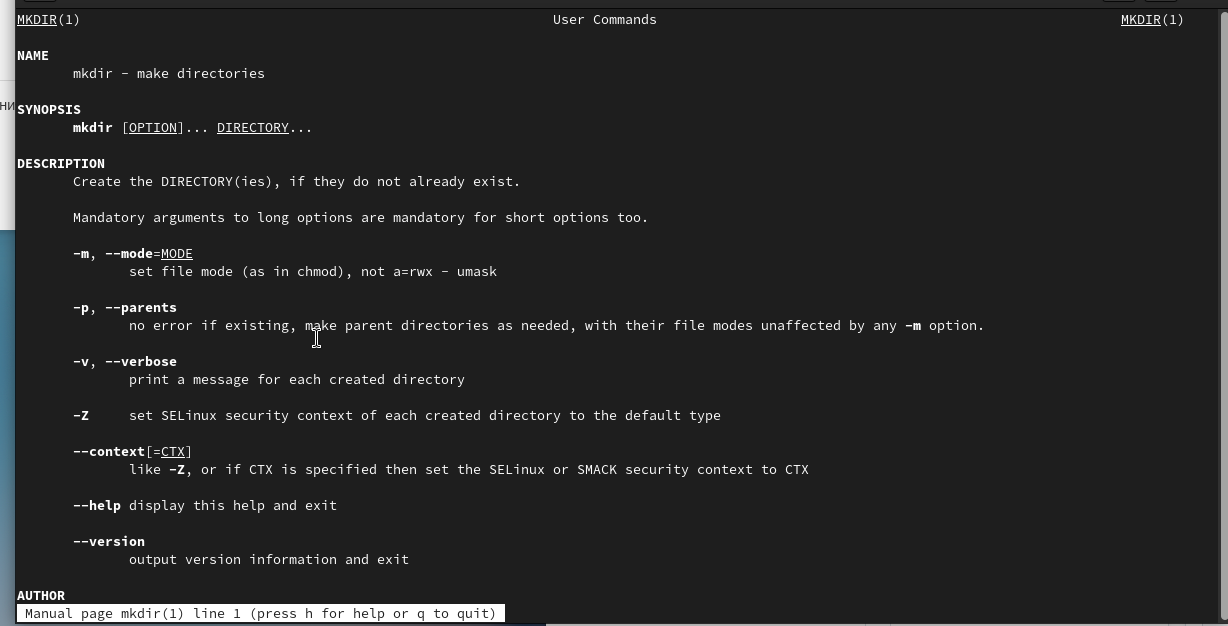 MKDIR(1) User Commands MKDIR(1)
NAME
mkdir - make directories
SYNOPSIS
mkdir [OPTION]... DIRECTORY...
DESCRIPTION
Create the DIRECTORY(ies), if they do not already exist.
Mandatory arguments to long options are mandatory for short options too.
-m, --mode=MODE
set file mode (as in chmod), not a=rwx - umask
-p, --parents
no error if existing, make parent directories as needed, with their file modes unaffected by any -m option.
-v, --verbose
print a message for each created directory
-Z set SELinux security context of each created directory to the default type
--context[=CTX]
like -Z, or if CTX is specified then set the SELinux or SMACK security context to CTX
--help display this help and exit
--version
output version information and exit
AUTHOR
Manual page mkdir(1) line 1 (press h for help or q to quit)